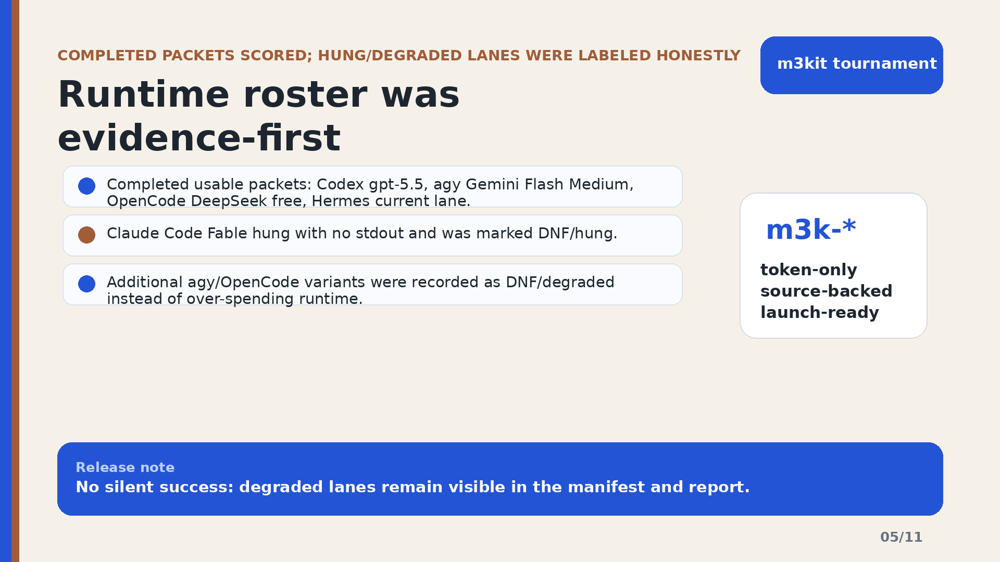 COMPLETED PACKETS SCORED; HUNG/DEGRADED LANES WERE LABELED HONESTLY
m3kit tournament
Runtime roster was
evidence-first
Completed usable packets: Codex gpt-5.5, agy Gemini Flash Medium,
OpenCode DeepSeek free, Hermes current lane.
Claude Code Fable hung with no stdout and was marked DNF/hung.
Additional agy/OpenCode variants were recorded as DNF/degraded
instead of over-spending runtime.
m3k-*
token-only
source-backed
launch-ready
Release note
No silent success: degraded lanes remain visible in the manifest and report.
05/11